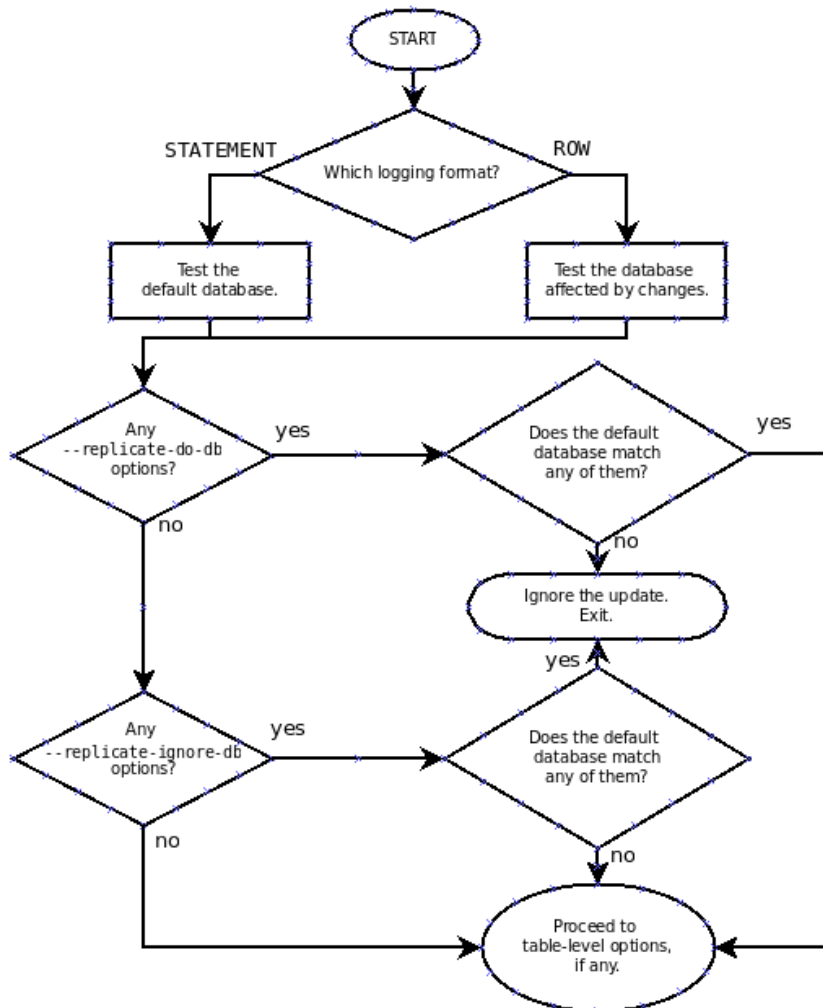 START
STATEMENT
ROW
Which logging format?
Test the
default database.
Test the database
affected by changes.
Any
--replicate-do-db
options?
yes
Does the default
database match
any of them?
yes
no
no
Ignore the update.
Exit.
yes
Any
--replicate-ignore-db
options?
yes
Does the default
database match
any of them?
no
no
Proceed to
table-level options,
if any.